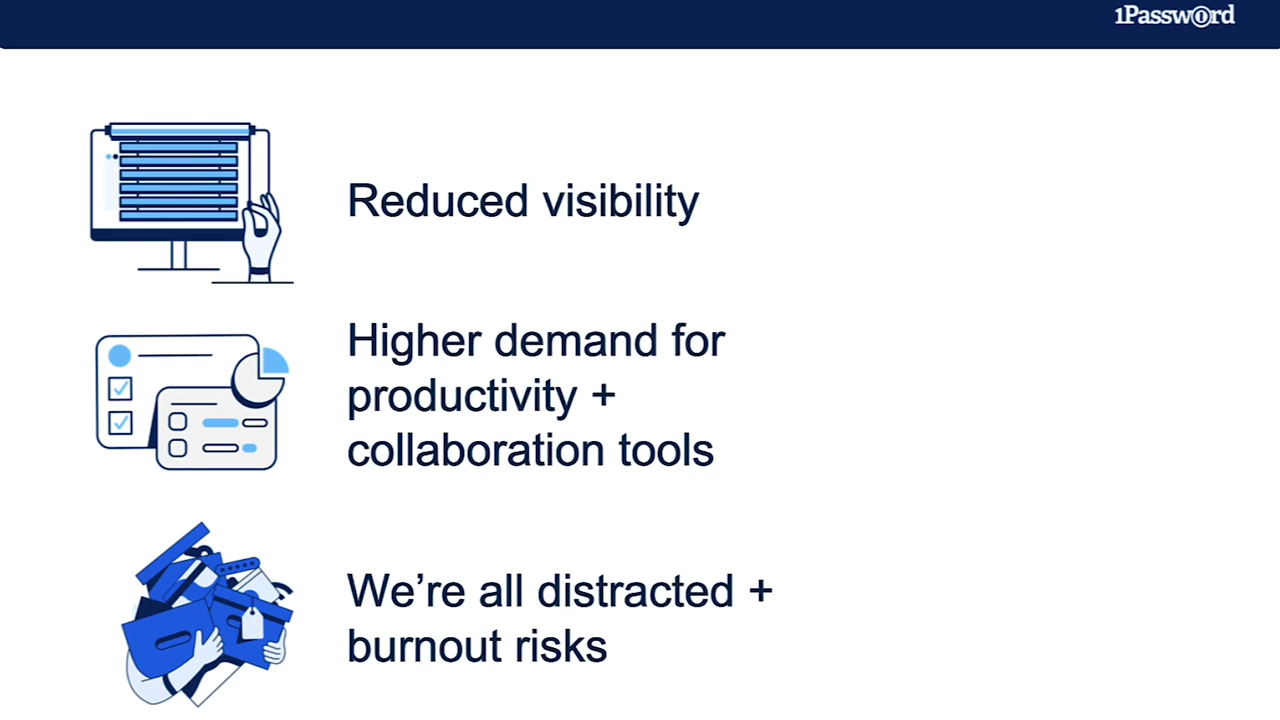 1Password
Reduced visibility
Higher demand for
productivity +
collaboration tools
We’re all distracted +
burnout risks